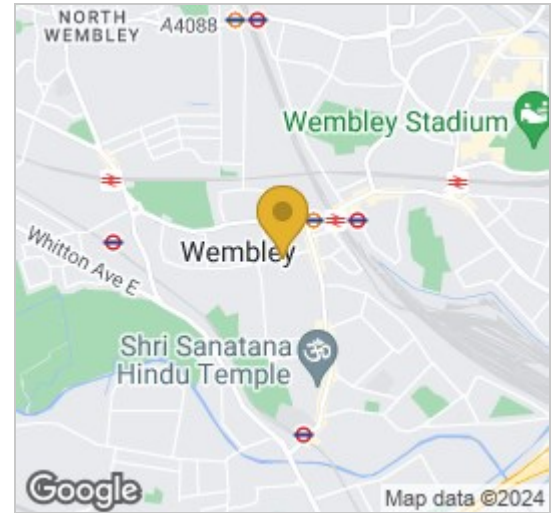 NORTH
WEMBLEY
A4088
Wembley Stadium
Wembley
Whitton Ave E
Shri Sanatana
Hindu Temple
Google
Map data ©2024